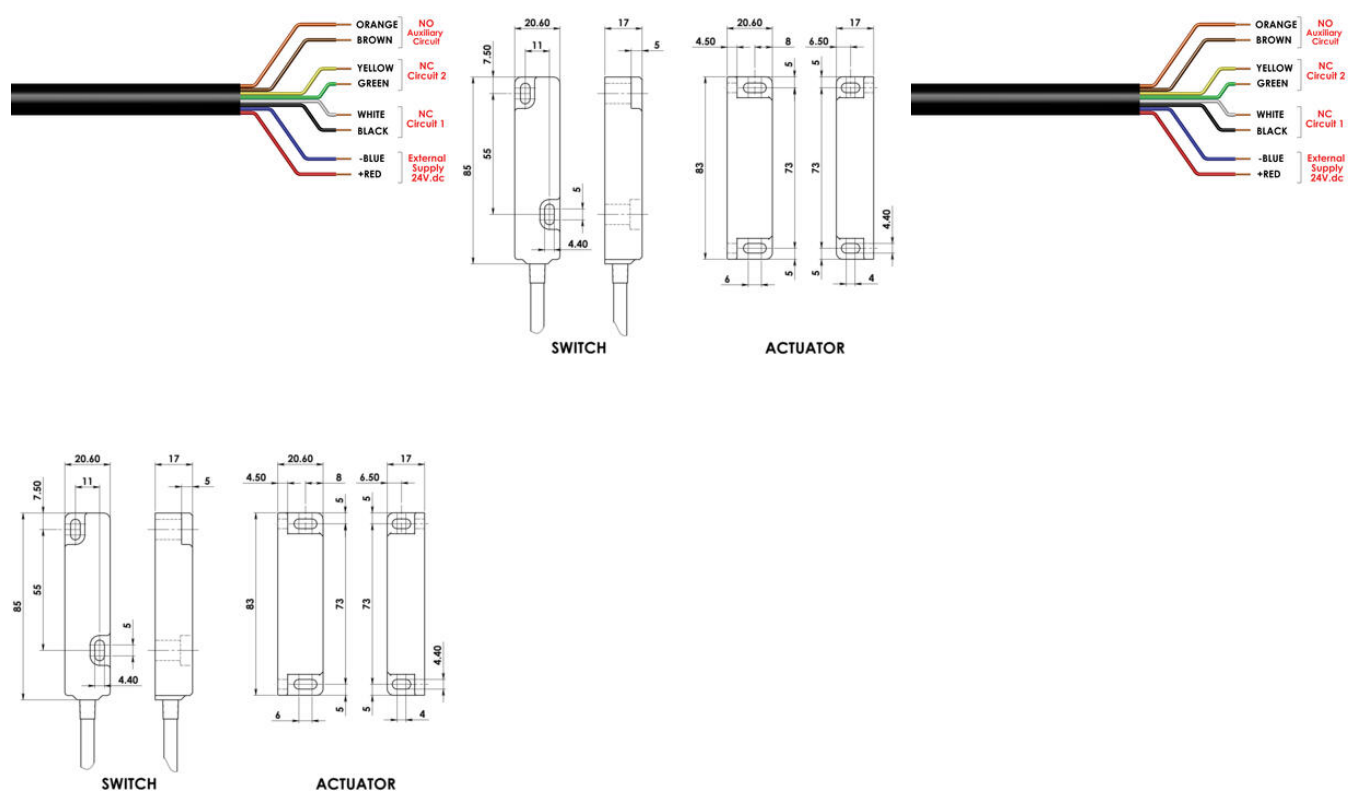 ORANGE
BROWN
NO
Auxiliary
Circuit
YELLOW
GREEN
NC
Circuit 2
WHITE
BLACK
NC
Circuit 1
-BLUE
+RED
External
Supply
24V.dc
20.60
11
7.50
55
85
5
4.40
17
5
SWITCH
20.60
4.50
8
5
83
73
6
5
17
6.50
5
73
4.40
5
4
ACTUATOR
ORANGE
BROWN
NO
Auxiliary
Circuit
YELLOW
GREEN
NC
Circuit 2
WHITE
BLACK
NC
Circuit 1
-BLUE
+RED
External
Supply
24V.dc
20.60
11
7.50
55
85
5
4.40
17
5
SWITCH
20.60
4.50
8
5
83
73
6
5
17
6.50
5
73
4.40
5
4
ACTUATOR